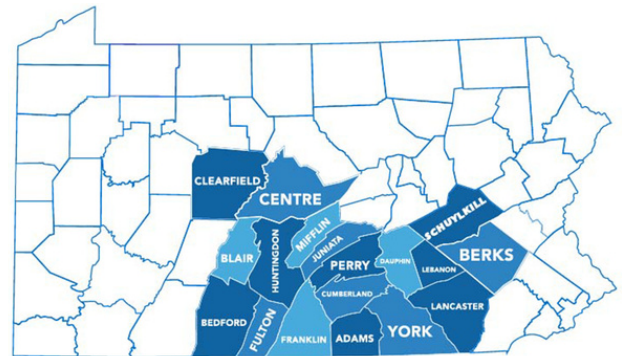 CLEARFIELD
CENTRE
SCHUYLKILL
MIFFLIN
HUNTINGDON
BLAIR
JUNIATA
BERKS
PERRY
DAUPHIN
LEBANON
CUMBERLAND
LANCASTER
BEDFORD
FULTON
FRANKLIN
ADAMS
YORK